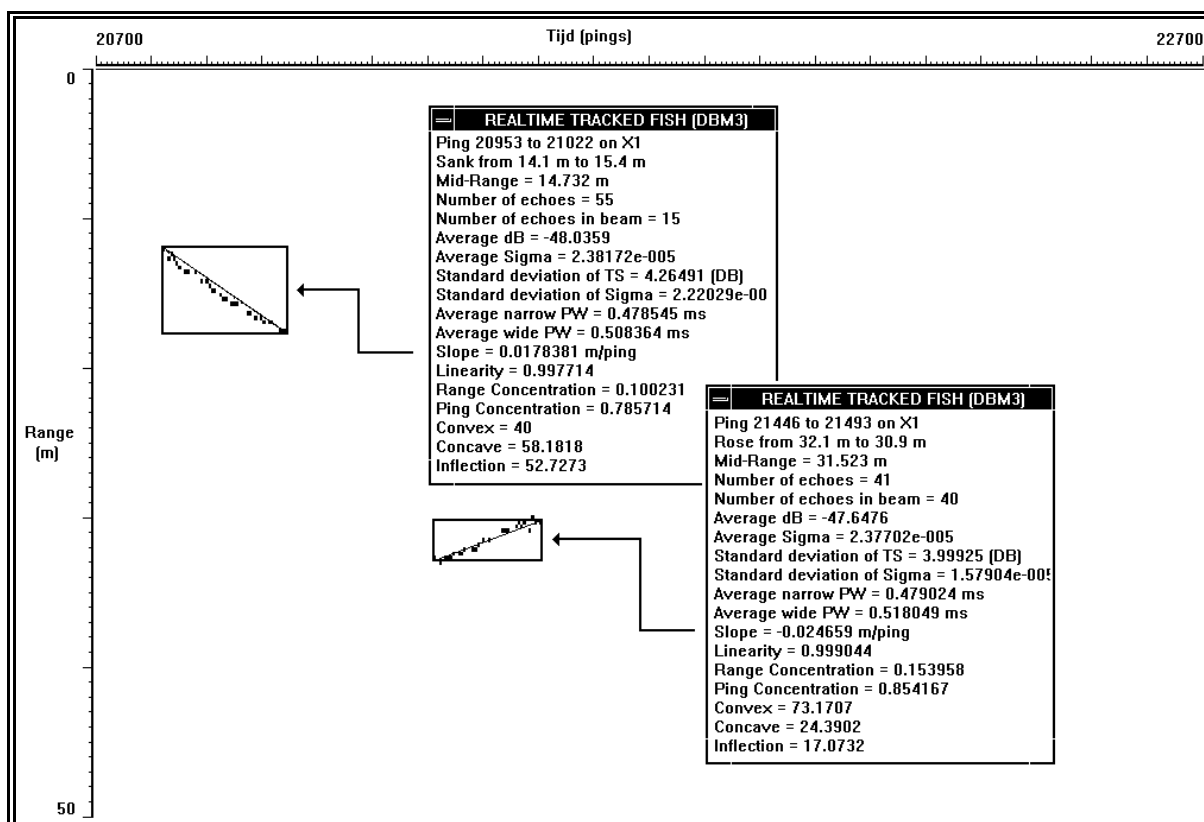 20700
Tijd (pings)
22700
0
REALTIME TRACKED FISH (DBM3)
Ping 20953 to 21022 on X1
Sank from 14.1 m to 15.4 m
Mid-Range = 14.732 m
Number of echoes = 55
Number of echoes in beam = 15
Average dB = -48.0359
Average Sigma = 2.38172e-005
Standard deviation of TS = 4.26491 (DB)
Standard deviation of Sigma = 2.22029e-00
Average narrow PW = 0.478545 ms
Average wide PW = 0.508364 ms
Slope = 0.0178381 m/ping
Linearity = 0.997714
Range Concentration = 0.100231
Ping Concentration = 0.785714
Convex = 40
Concave = 58.1818
Inflection = 52.7273
Range
(m)
REALTIME TRACKED FISH (DBM3)
Ping 21446 to 21493 on X1
Rose from 32.1 m to 30.9 m
Mid-Range = 31.523 m
Number of echoes = 41
Number of echoes in beam = 40
Average dB = -47.6476
Average Sigma = 2.37702e-005
Standard deviation of TS = 3.99925 (DB)
Standard deviation of Sigma = 1.57904e-005
Average narrow PW = 0.479024 ms
Average wide PW = 0.518049 ms
Slope = -0.024659 m/ping
Linearity = 0.999044
Range Concentration = 0.153958
Ping Concentration = 0.854167
Convex = 73.1707
Concave = 24.3902
Inflection = 17.0732
50